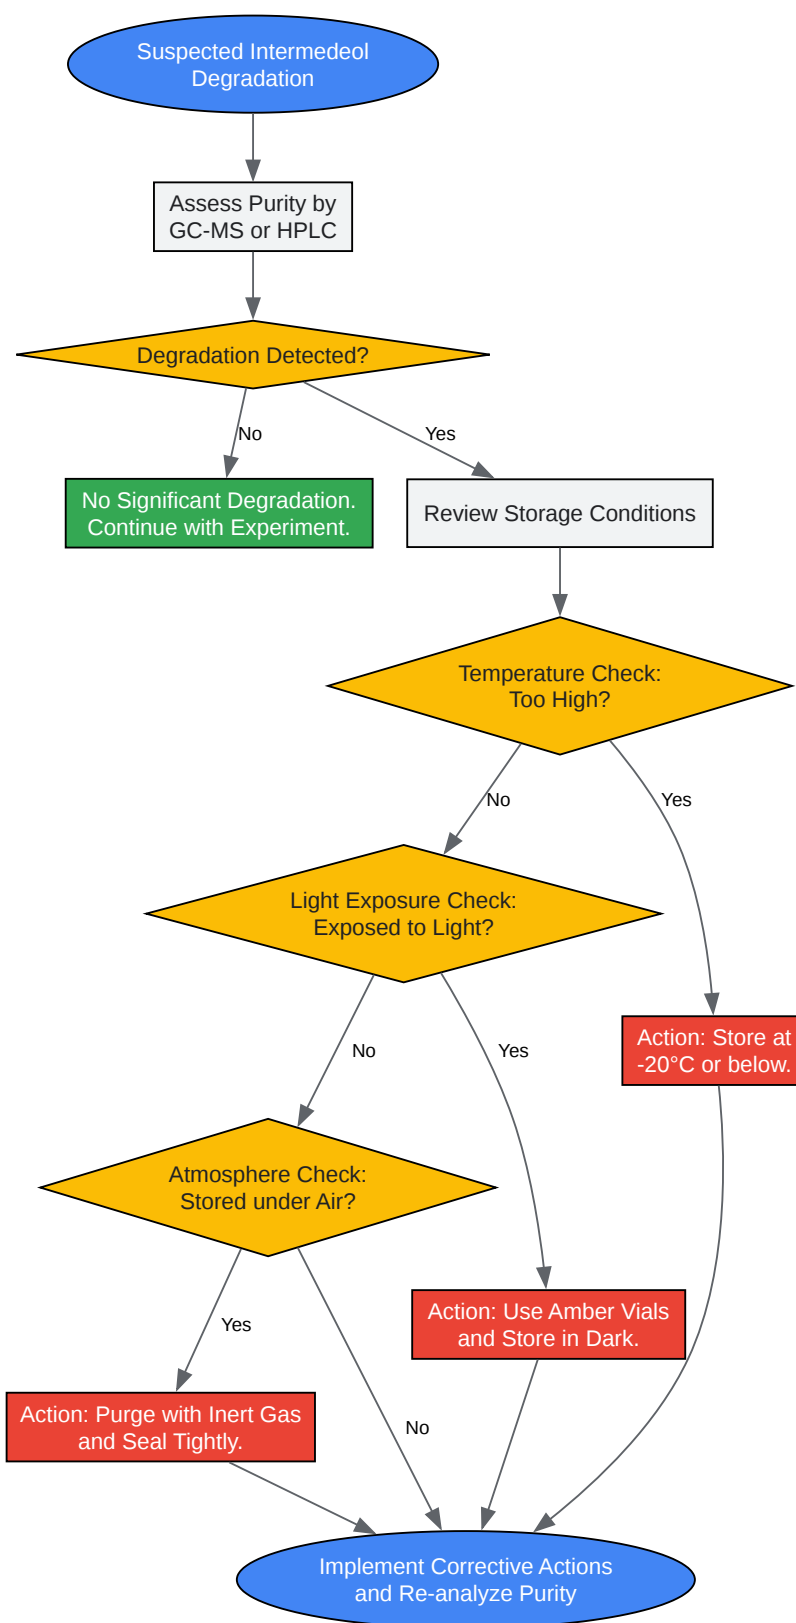 Suspected Intermedeol
Degradation
Assess Purity by
GC-MS or HPLC
Degradation Detected?
No
Yes
No Significant Degradation.
Continue with Experiment.
Review Storage Conditions
Temperature Check:
Too High?
No
Yes
Light Exposure Check:
Exposed to Light?
No
Yes
Action: Store at
-20°C or below.
Atmosphere Check:
Stored under Air?
Yes
Action: Use Amber Vials
and Store in Dark.
Action: Purge with Inert Gas
and Seal Tightly.
No
Implement Corrective Actions
and Re-analyze Purity